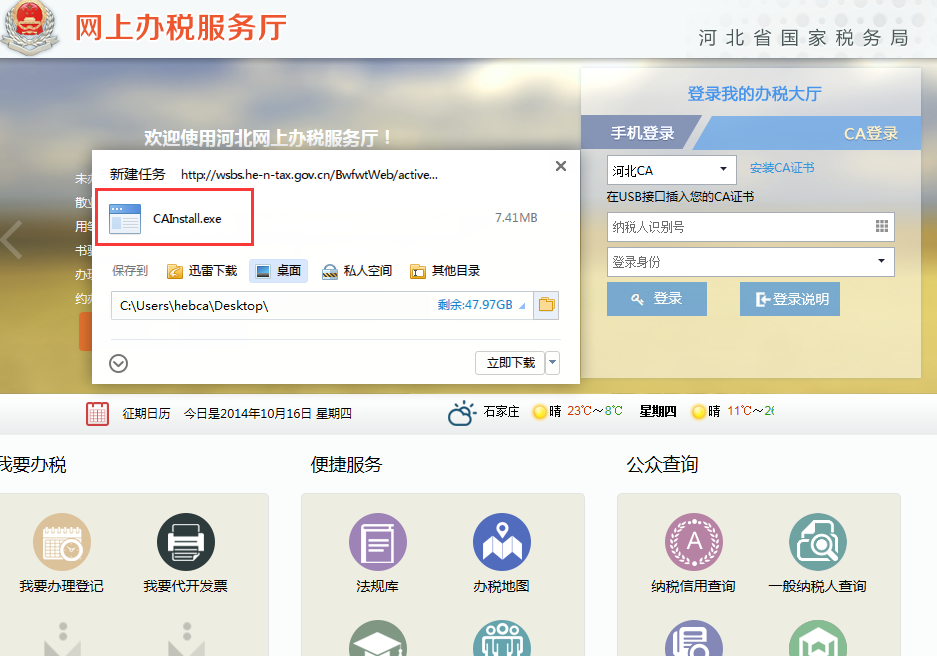 网上办税服务厅
河北省国家税务局
欢迎使用河北网上办税服务厅！
登录我的办税大厅
手机登录
CA登录
河北CA
安装CA证书
在USB接口插入您的CA证书
纳税人识别号
登录身份
登录
登录说明
新建任务 http://wsbs.he-n-tax.gov.cn/BwfwtWeb/active...
CAInstall.exe
7.41MB
保存到 迅雷下载 桌面 私人空间 其他目录
C:\Users\hebca\Desktop\
剩余:47.97GB
立即下载
未
散
用
书
办
约
征期日历 今日是2014年10月16日 星期四
石家庄 晴 23℃～8℃ 星期四 晴 11℃～26
我要办税
便捷服务
公众查询
我要办理登记
我要代开发票
法规库
办税地图
A
纳税信用查询
一般纳税人查询